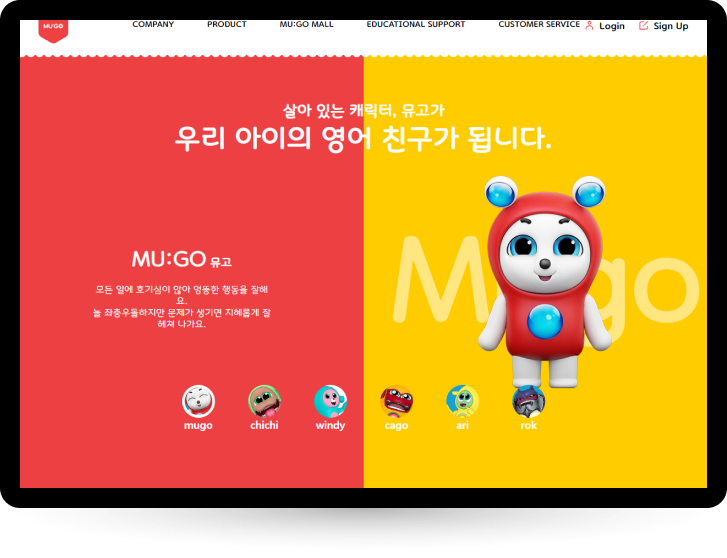 MU:GO
COMPANY PRODUCT MU:GO MALL EDUCATIONAL SUPPORT CUSTOMER SERVICE Login Sign Up
살아 있는 캐릭터, 뮤고가
우리 아이의 영어 친구가 됩니다.
Mugo
MU:GO 뮤고
모든 일에 호기심이 많아 엉뚱한 행동을 잘해
요.
늘 좌충우돌하지만 문제가 생기면 지혜롭게 잘
헤쳐 나가요.
mugo chichi windy cago ari rok